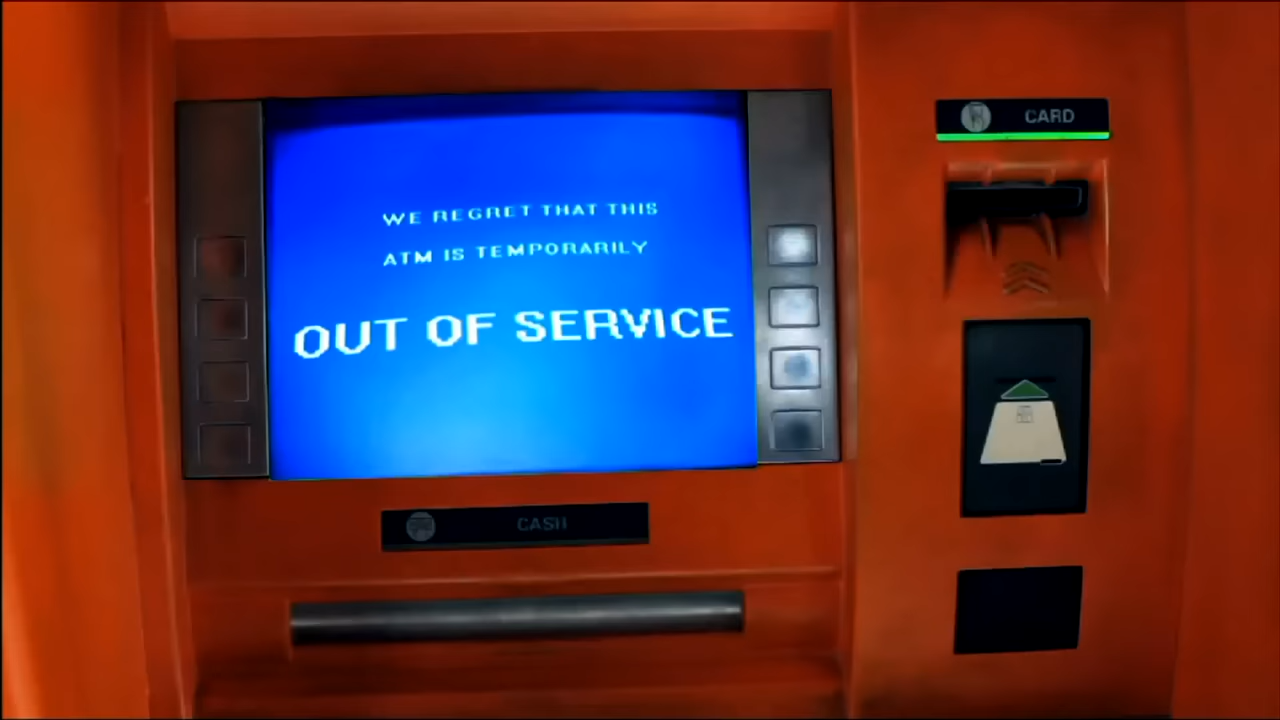 WE REGRET THAT THIS
ATM IS TEMPORARILY
OUT OF SERVICE
CARD
CASH